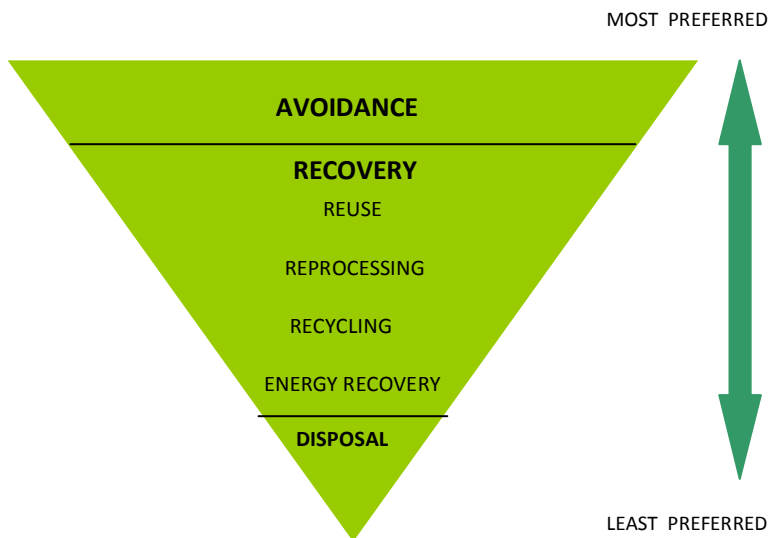 MOST PREFERRED
AVOIDANCE
RECOVERY
REUSE
REPROCESSING
RECYCLING
ENERGY RECOVERY
DISPOSAL
LEAST PREFERRED